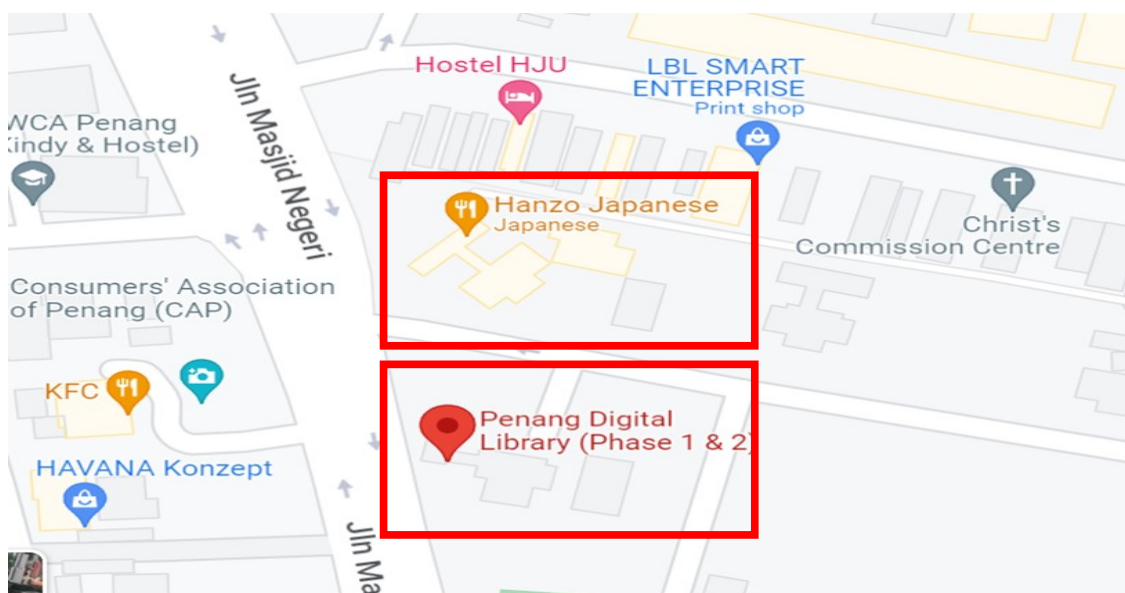 Hostel HJU
LBL SMART
ENTERPRISE
Print shop
WCA Penang
Kindy & Hostel)
Jln Masjid Negeri
Hanzo Japanese
Japanese
Christ's
Commission Centre
Consumers' Association
of Penang (CAP)
KFC
Penang Digital
Library (Phase 1 & 2)
HAVANA Konzept
Jln Ma